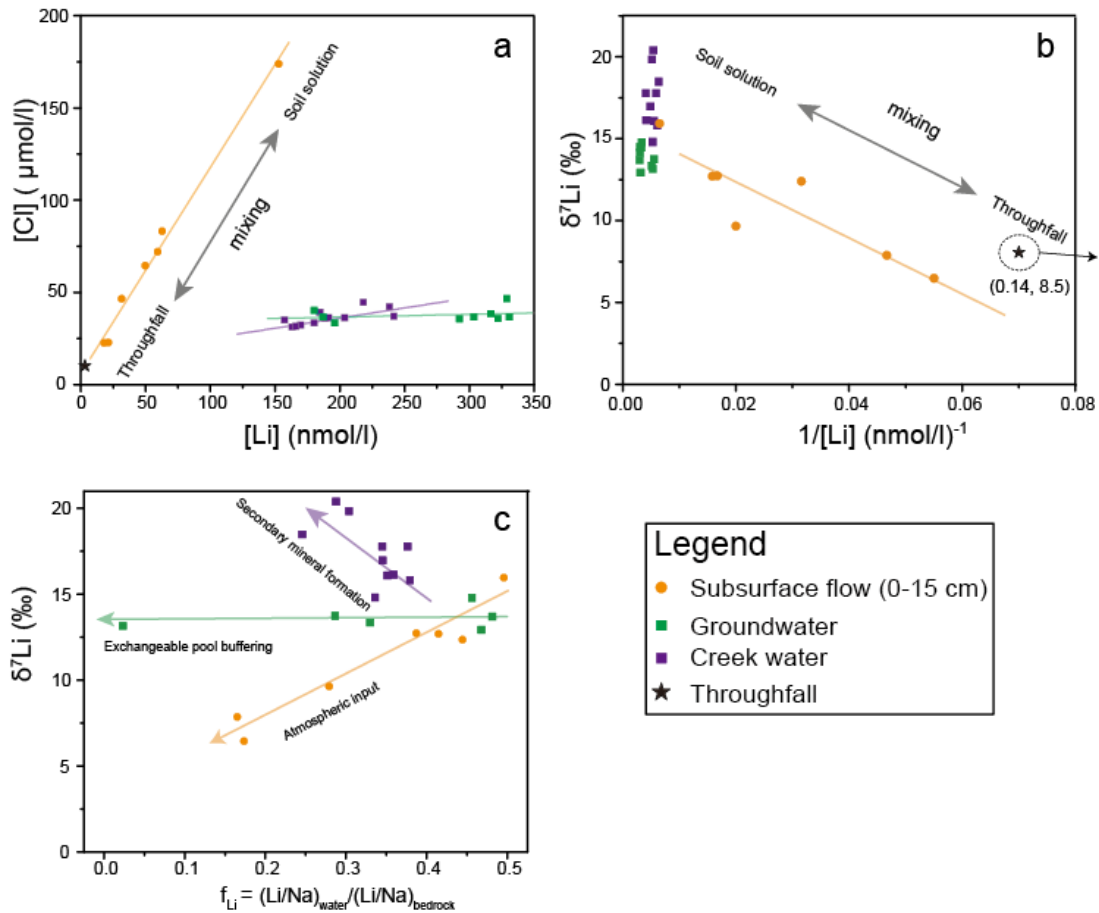 a
200
150
100
50
0
[Cl] ( µmol/l)
Soil solution
mixing
Throughfall
0 50 100 150 200 250 300 350
[Li] (nmol/l)
b
20
15
10
5
0
δ⁷Li (‰)
Soil solution
mixing
Throughfall
(0.14, 8.5)
0.00 0.02 0.04 0.06 0.08
1/[Li] (nmol/l)⁻¹
c
20
15
10
5
0
δ⁷Li (‰)
Secondary mineral formation
Exchangeable pool buffering
Atmospheric input
0.0 0.1 0.2 0.3 0.4 0.5
f_Li = (Li/Na)_water/(Li/Na)_bedrock
Legend
Subsurface flow (0-15 cm)
Groundwater
Creek water
Throughfall